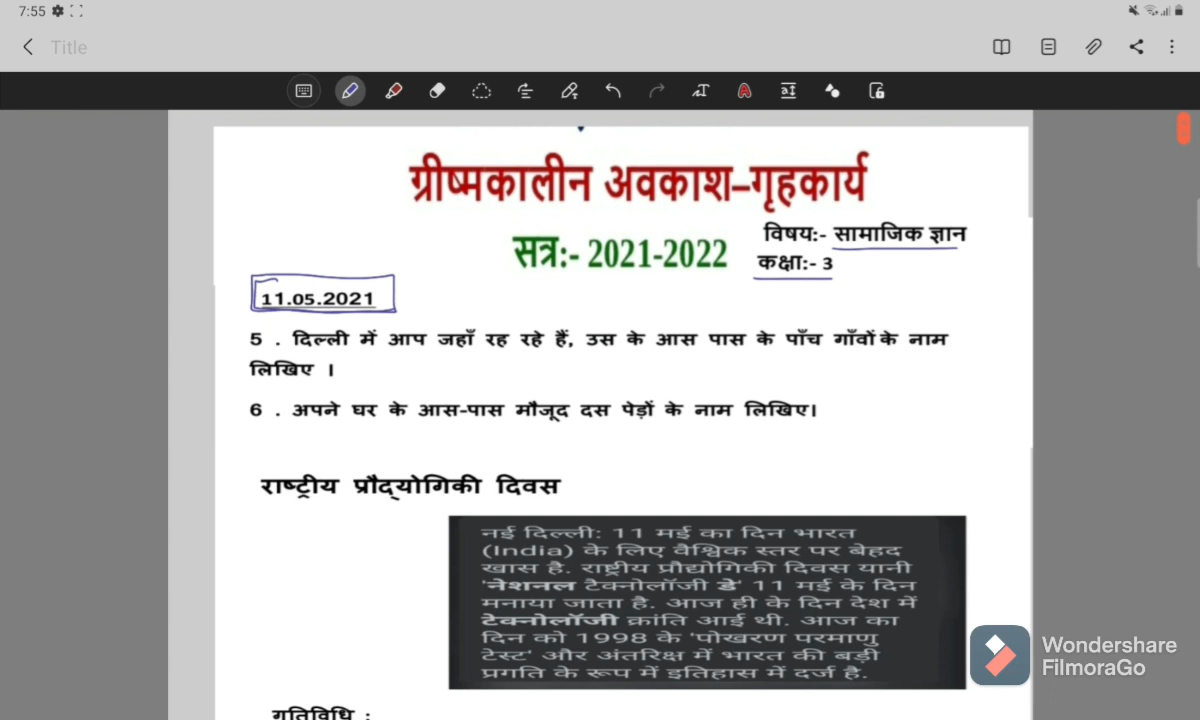 7:55
Title
ग्रीष्मकालीन अवकाश–गृहकार्य
सत्र:- 2021-2022
विषय:- सामाजिक ज्ञान
कक्षा:- 3
11.05.2021
5 . दिल्ली में आप जहाँ रह रहे हैं, उस के आस पास के पाँच गाँवों के नाम
लिखिए ।
6 . अपने घर के आस-पास मौजूद दस पेड़ों के नाम लिखिए।
राष्ट्रीय प्रौद्योगिकी दिवस
नई दिल्ली: 11 मई का दिन भारत
(India) के लिए वैश्विक स्तर पर बेहद
खास है. राष्ट्रीय प्रौद्योगिकी दिवस यानी
'नेशनल टैक्नोलॉजी डे' 11 मई के दिन
मनाया जाता है. आज ही के दिन देश में
टेक्नोलॉजी क्रांति आई थी. आज का
दिन को 1998 के 'पोखरण परमाणु
टेस्ट' और अंतरिक्ष में भारत की बड़ी
प्रगति के रूप में इतिहास में दर्ज है.
Wondershare
FilmoraGo
गतिविधि :